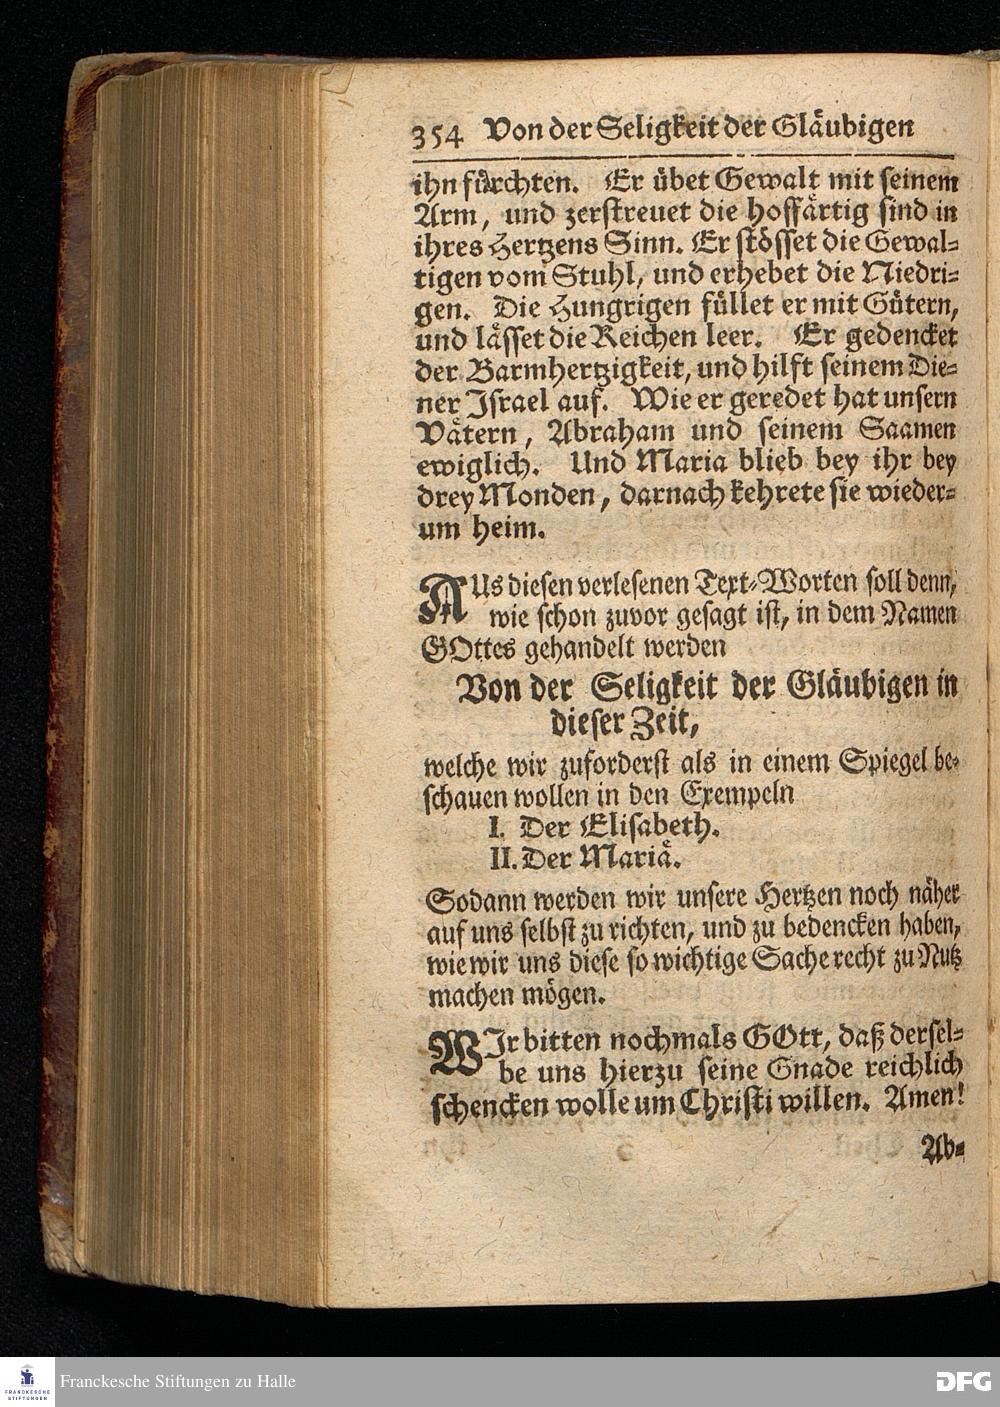 354 Von der Seligkeit der Gläubigen
ihn fürchten. Er übet Gewalt mit seinem
Arm, und zerstreuet die hoffärtig sind in
ihres Hertzens Sinn. Er stösset die Gewal-
tigen vom Stuhl, und erhebet die Niedri-
gen. Die Hungrigen füllet er mit Gütern,
und lässet die Reichen leer. Er gedencket
der Barmhertzigkeit, und hilft seinem Die-
ner Israel auf. Wie er geredet hat unsern
Vätern, Abraham und seinem Saamen
ewiglich. Und Maria blieb bey ihr bey
drey Monden, darnach kehrete sie wieder-
um heim.
AUs diesen verlesenen Text-Worten soll denn,
wie schon zuvor gesagt ist, in dem Namen
GOttes gehandelt werden
Von der Seligkeit der Gläubigen in
dieser Zeit,
welche wir zuforderst als in einem Spiegel be-
schauen wollen in den Exempeln
I. Der Elisabeth.
II. Der Mariä.
Sodann werden wir unsere Hertzen noch näher
auf uns selbst zu richten, und zu bedencken haben,
wie wir uns diese so wichtige Sache recht zu Nutz
machen mögen.
WIr bitten nochmals GOtt, daß dersel-
be uns hierzu seine Gnade reichlich
schencken wolle um Christi willen. Amen!
Ab-
FRANCKESCHE
STIFTUNGEN
Franckesche Stiftungen zu Halle
DFG